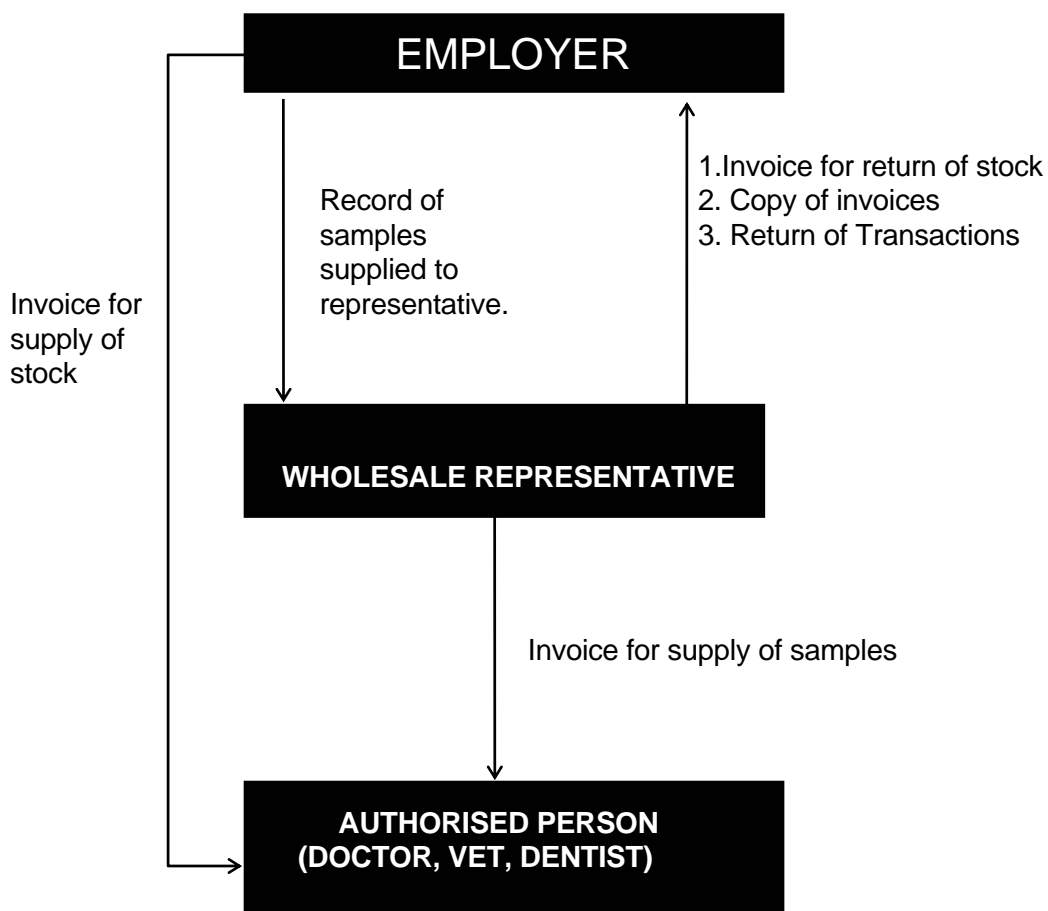 EMPLOYER
1.Invoice for return of stock
2. Copy of invoices
3. Return of Transactions
Record of
samples
supplied to
representative.
Invoice for
supply of
stock
WHOLESALE REPRESENTATIVE
Invoice for supply of samples
AUTHORISED PERSON
(DOCTOR, VET, DENTIST)